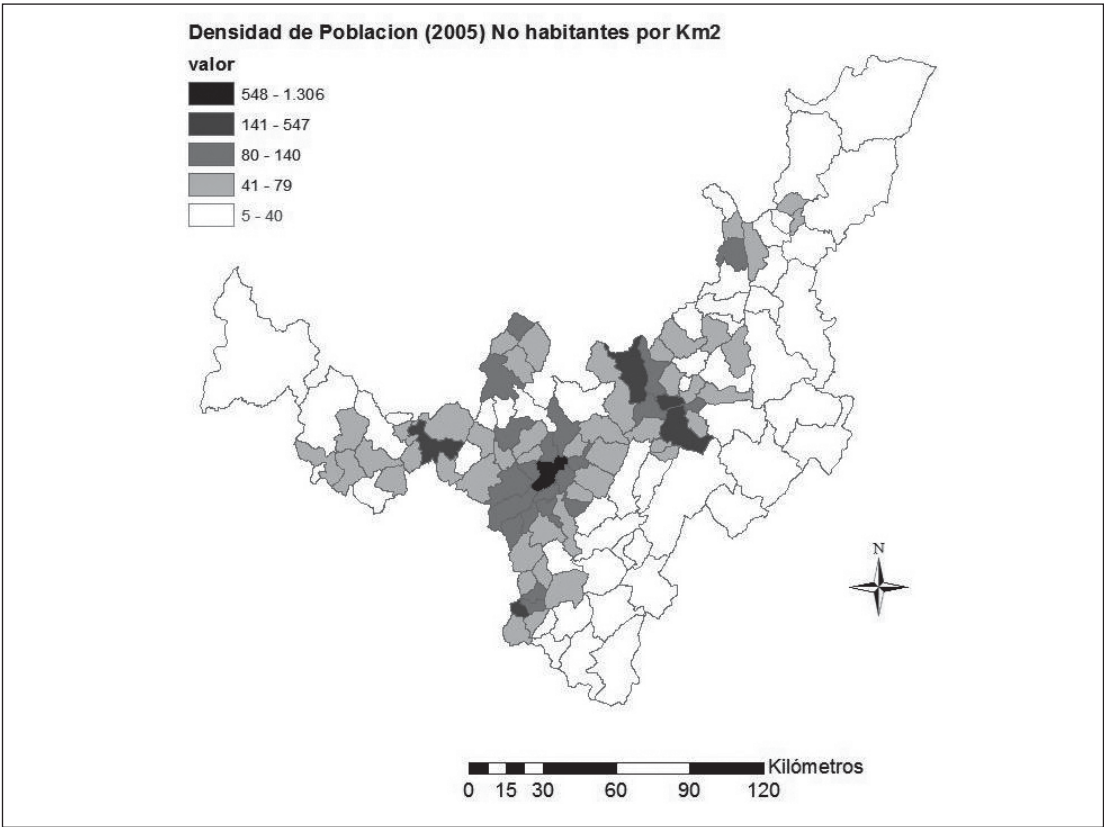 Densidad de Poblacion (2005) No habitantes por Km2
valor
548 - 1.306
141 - 547
80 - 140
41 - 79
5 - 40
N
Kilómetros
0 15 30 60 90 120